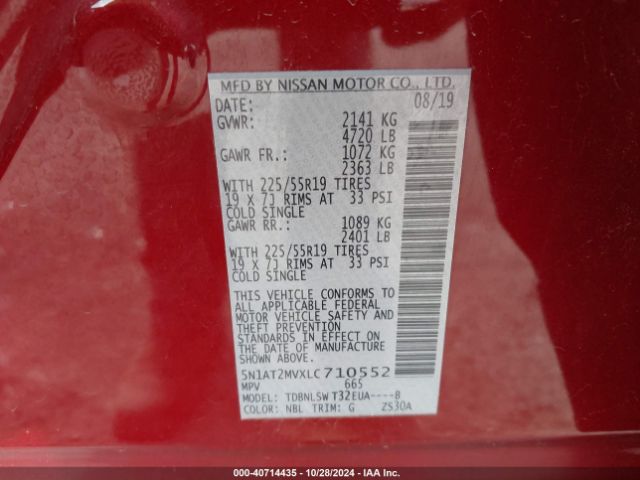 MFD BY NISSAN MOTOR CO., LTD.
DATE: 08/19
GVWR: 2141 KG
4720 LB
GAWR FR.: 1072 KG
2363 LB
WITH 225/55R19 TIRES
19 X 7J RIMS AT 33 PSI
COLD SINGLE
GAWR RR.: 1089 KG
2401 LB
WITH 225/55R19 TIRES
19 X 7J RIMS AT 33 PSI
COLD SINGLE
THIS VEHICLE CONFORMS TO
ALL APPLICABLE FEDERAL
MOTOR VEHICLE SAFETY AND
THEFT PREVENTION
STANDARDS IN EFFECT ON
THE DATE OF MANUFACTURE
SHOWN ABOVE.
5N1AT2MVXLC710552
MPV 665
MODEL: TDBNLSW T32EUA----B
COLOR: NBL TRIM: G ZS30A
000-40714435 - 10/28/2024 - IAA Inc.